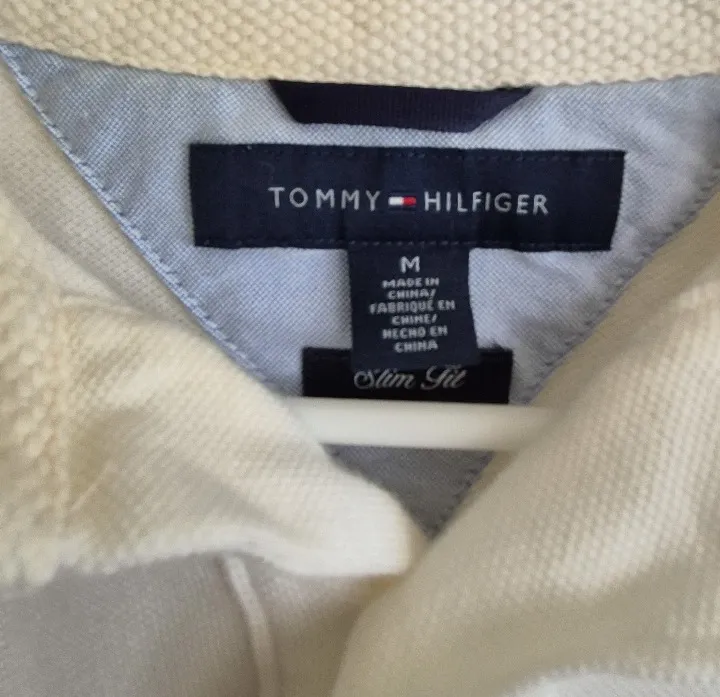 TOMMY HILFIGER
M
MADE IN
CHINA/
FABRIQUÉ EN
CHINE/
HECHO EN
CHINA
Slim Fit